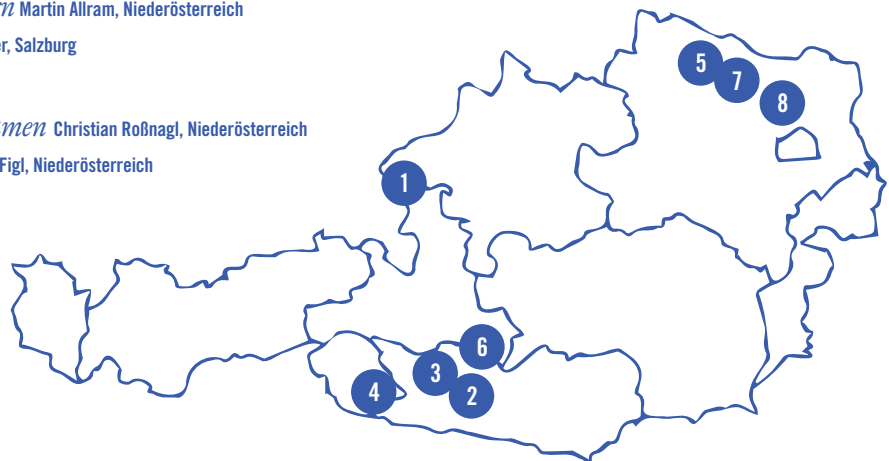 Martin Allram, Niederösterreich
Salzburg
Christian Roßnagl, Niederösterreich
Figl, Niederösterreich
5
7
8
1
6
3
4
2